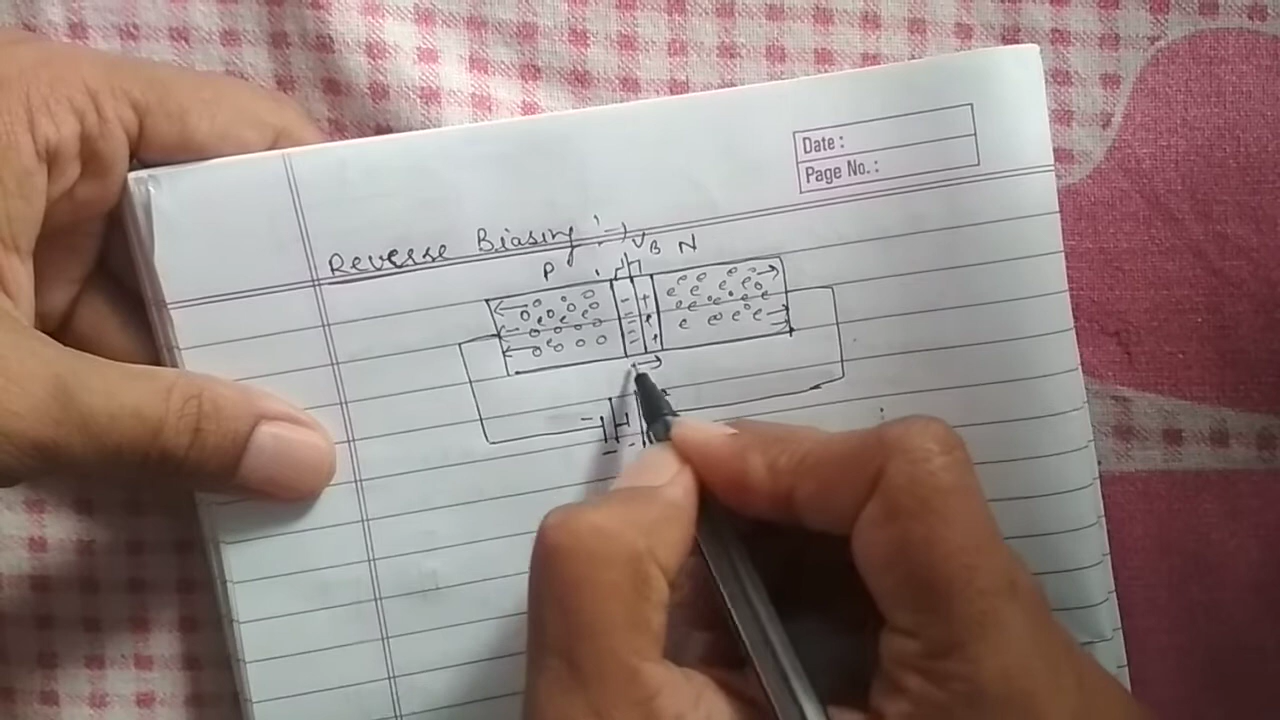 Date :
Page No. :
Reverse Biasing :→
P VB N